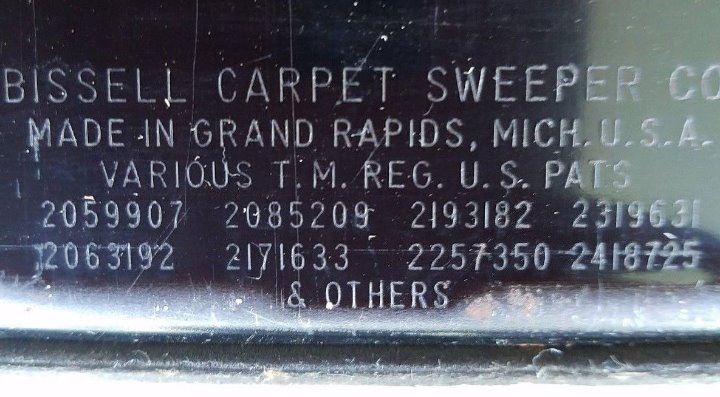 BISSELL CARPET SWEEPER CO
MADE IN GRAND RAPIDS, MICH. U.S.A.
VARIOUS T.M. REG. U.S. PATS
2059907 2085209 2193182 2319631
2063192 2171633 2257350 2418725
& OTHERS